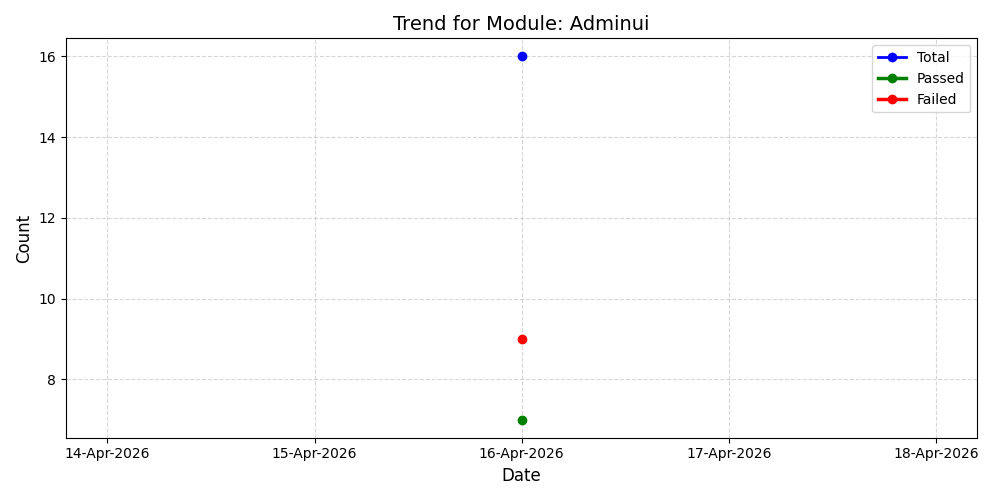 Trend for Module: Adminui
Total
Passed
Failed
Count
16
14
12
10
8
14-Apr-2026
15-Apr-2026
16-Apr-2026
17-Apr-2026
18-Apr-2026
Date